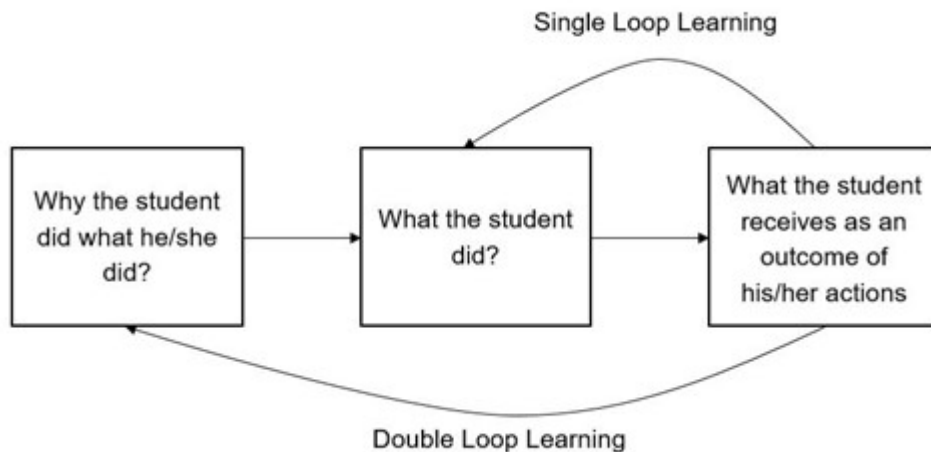 Single Loop Learning
Why the student
did what he/she
did?
What the student
did?
What the student
receives as an
outcome of
his/her actions
Double Loop Learning